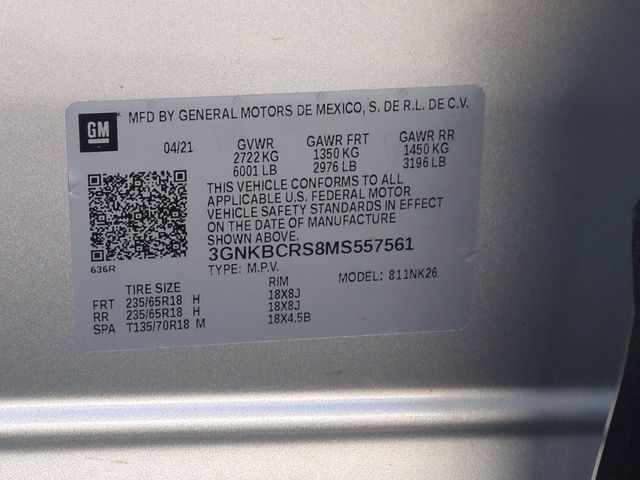 GM
MFD BY GENERAL MOTORS DE MEXICO, S. DE R.L. DE C.V.
04/21 GVWR GAWR FRT GAWR RR
2722 KG 1350 KG 1450 KG
6001 LB 2976 LB 3196 LB
THIS VEHICLE CONFORMS TO ALL
APPLICABLE U.S. FEDERAL MOTOR
VEHICLE SAFETY STANDARDS IN EFFECT
ON THE DATE OF MANUFACTURE
SHOWN ABOVE.
3GNKBCRS8MS557561
636R
TYPE: M.P.V. MODEL: 811NK26
TIRE SIZE RIM
FRT 235/65R18 H 18X8J
RR 235/65R18 H 18X8J
SPA T135/70R18 M 18X4.5B